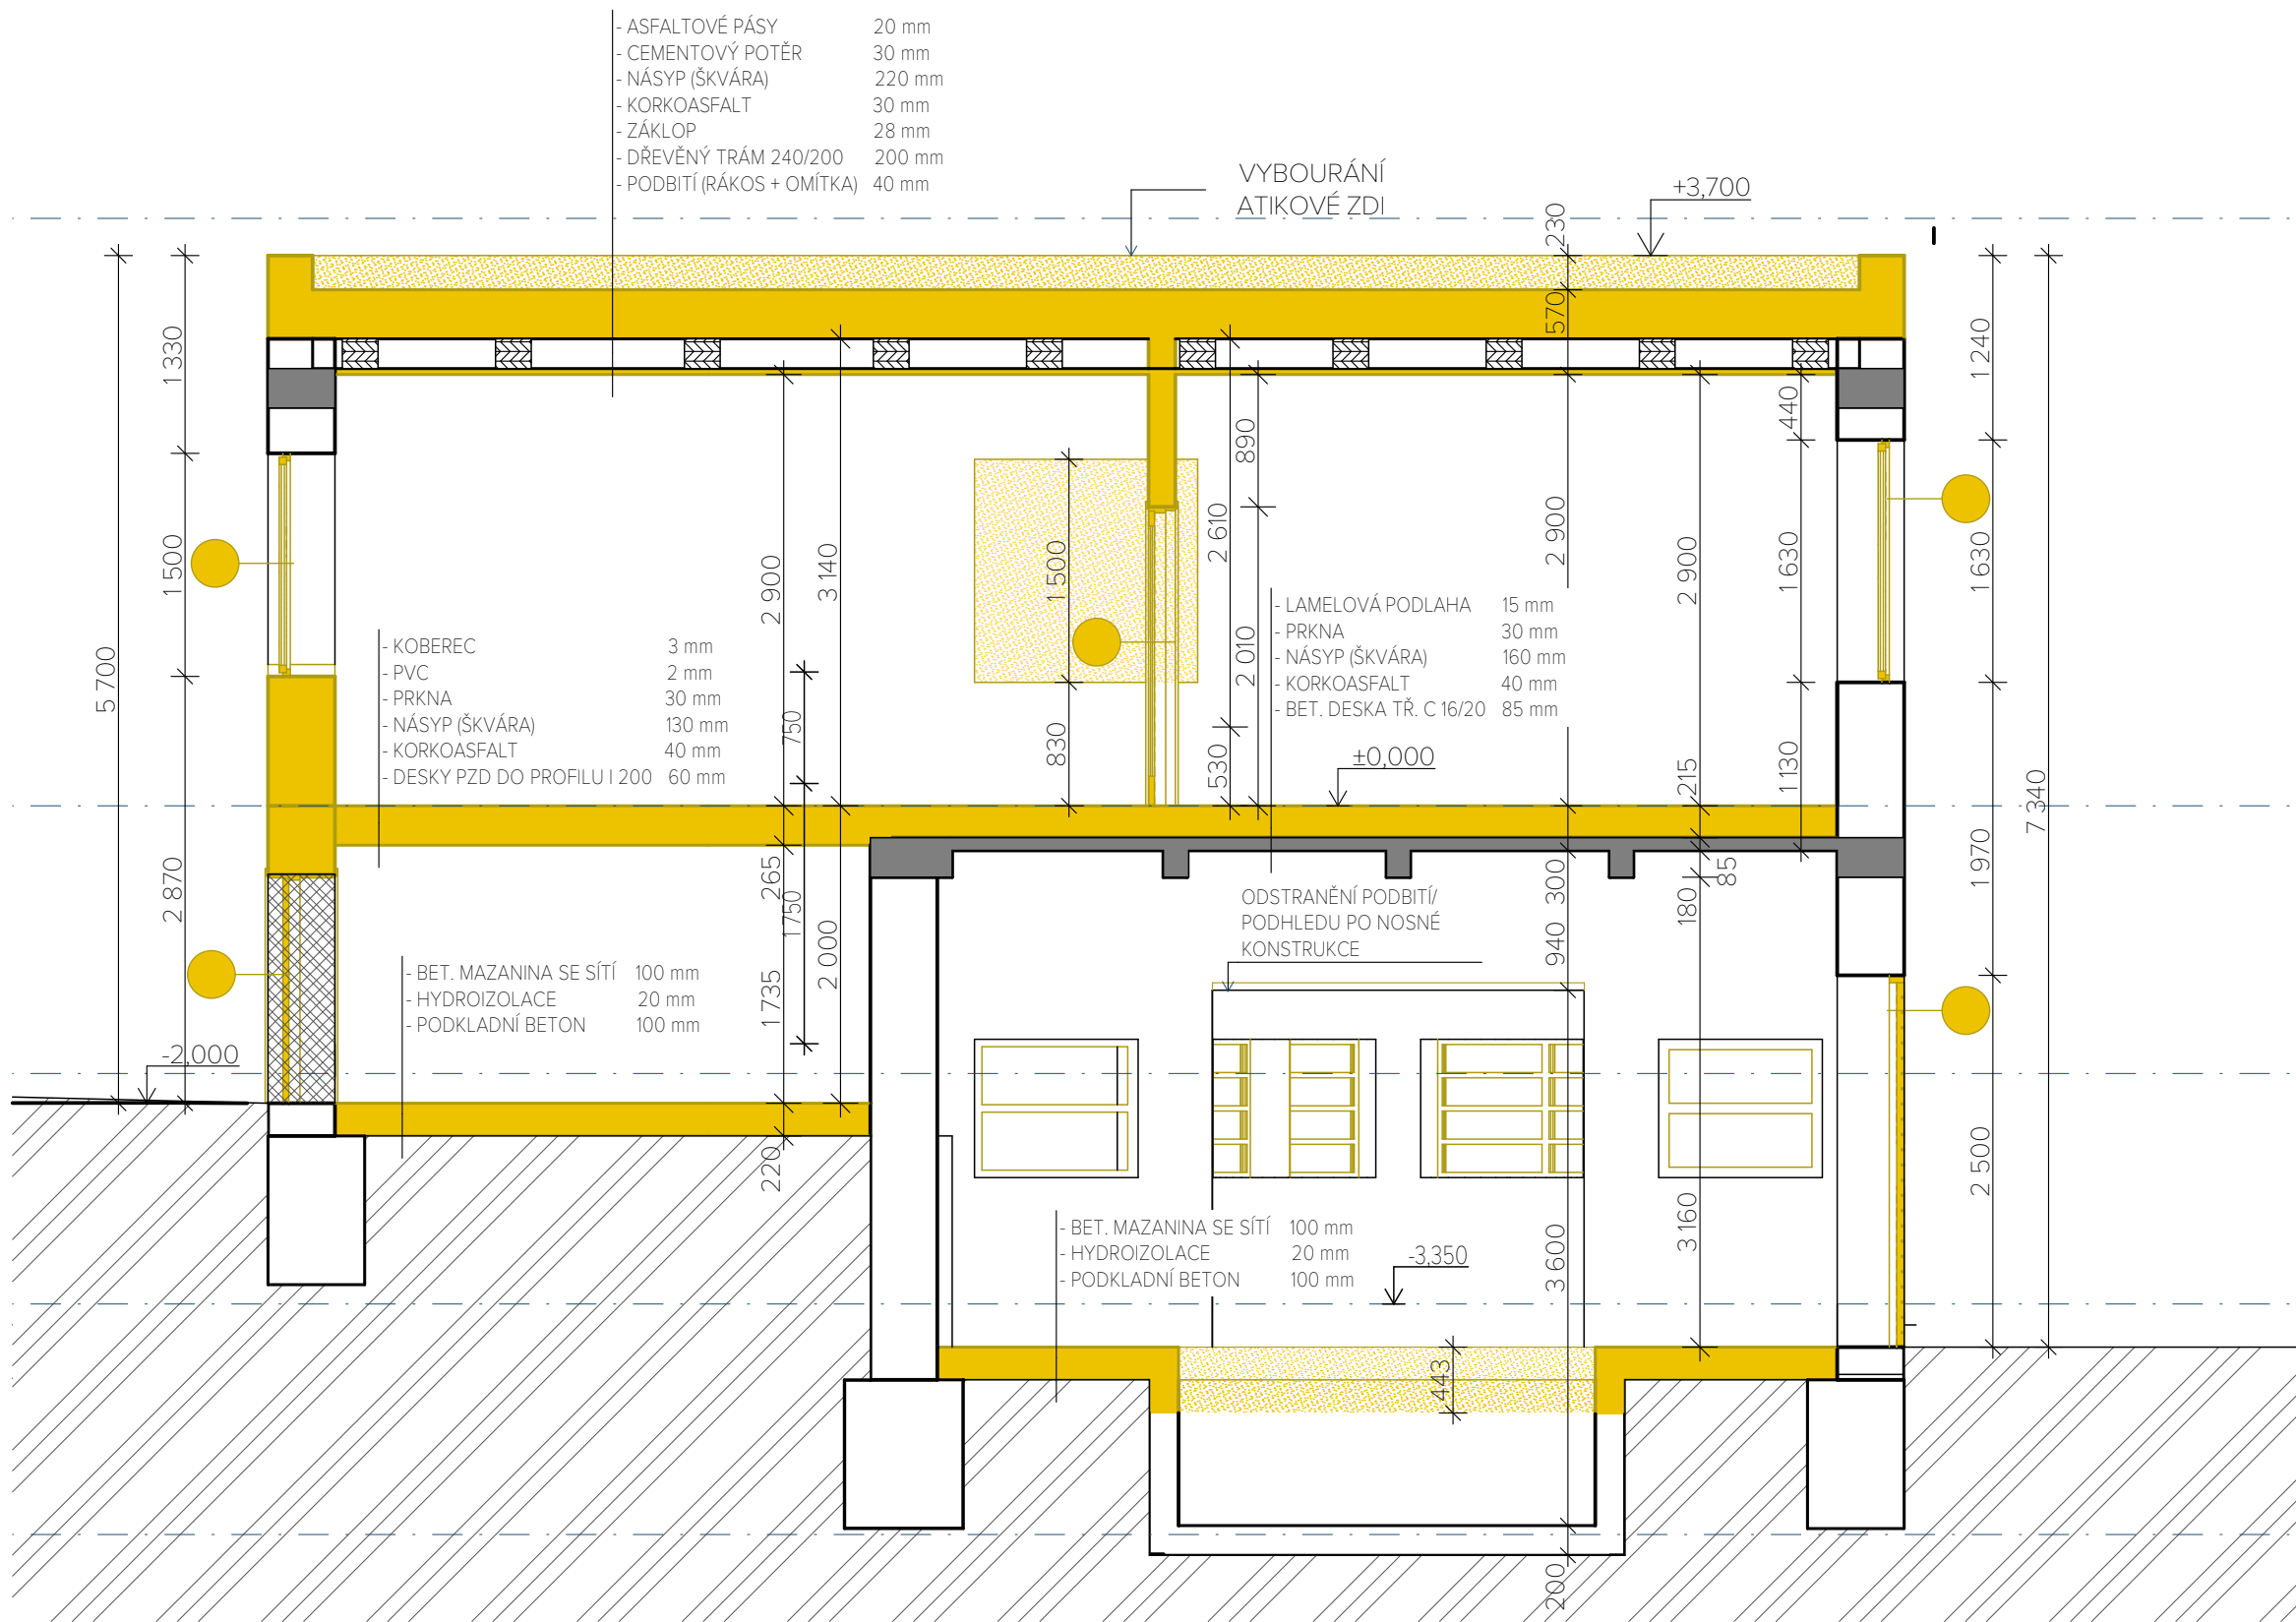 - ASFALTOVÉ PÁSY 20 mm
- CEMENTOVÝ POTĚR 30 mm
- NÁSYP (ŠKVÁRA) 220 mm
- KORKOASFALT 30 mm
- ZÁKLOP 28 mm
- DŘEVĚNÝ TRÁM 240/200 200 mm
- PODBITÍ (RÁKOS + OMÍTKA) 40 mm
VYBOURÁNÍ
ATIKOVÉ ZDI
+3,700
230
570
1 330
1 240
440
890
2 610
1 500
2 900
3 140
1 500
2 900
2 900
1 630
1 630
5 700
- KOBEREC 3 mm
- PVC 2 mm
- PRKNA 30 mm
- NÁSYP (ŠKVÁRA) 130 mm
- KORKOASFALT 40 mm
- DESKY PZD DO PROFILU I 200 60 mm
- LAMELOVÁ PODLAHA 15 mm
- PRKNA 30 mm
- NÁSYP (ŠKVÁRA) 160 mm
- KORKOASFALT 40 mm
- BET. DESKA TŘ. C 16/20 85 mm
750
830
530
2 010
±0,000
215
1 130
7 340
2 870
265
1 750
2 000
1 735
300
940
180
85
1 970
ODSTRANĚNÍ PODBITÍ/
PODHLEDU PO NOSNÉ
KONSTRUKCE
- BET. MAZANINA SE SÍTÍ 100 mm
- HYDROIZOLACE 20 mm
- PODKLADNÍ BETON 100 mm
-2,000
220
2 500
- BET. MAZANINA SE SÍTÍ 100 mm
- HYDROIZOLACE 20 mm
- PODKLADNÍ BETON 100 mm
-3,350
3 600
3 160
443
200